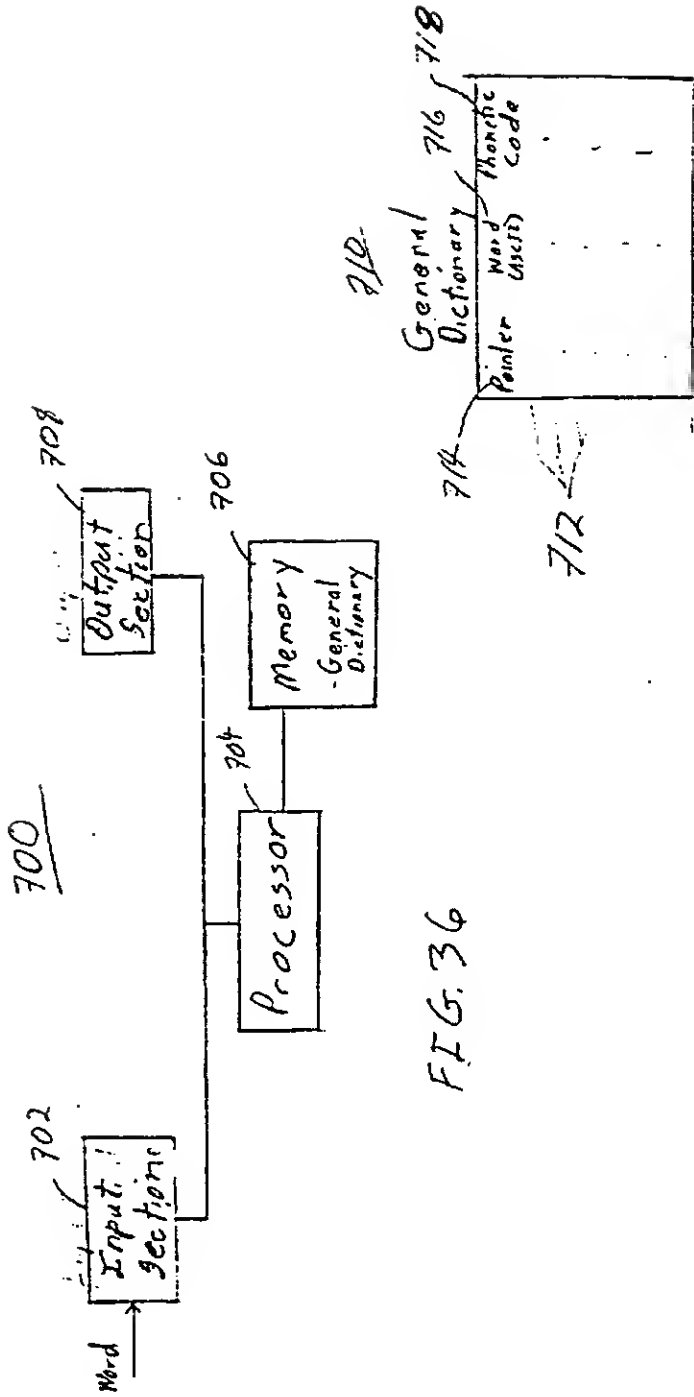 700
702
Input
Sections
Word
708
Output
Section
704
Processor
706
Memory
- General
Dictionary
FIG. 36
710
General
Dictionary
714
716
718
Pointer
Word
(ASCII)
Phonetic
Code
712